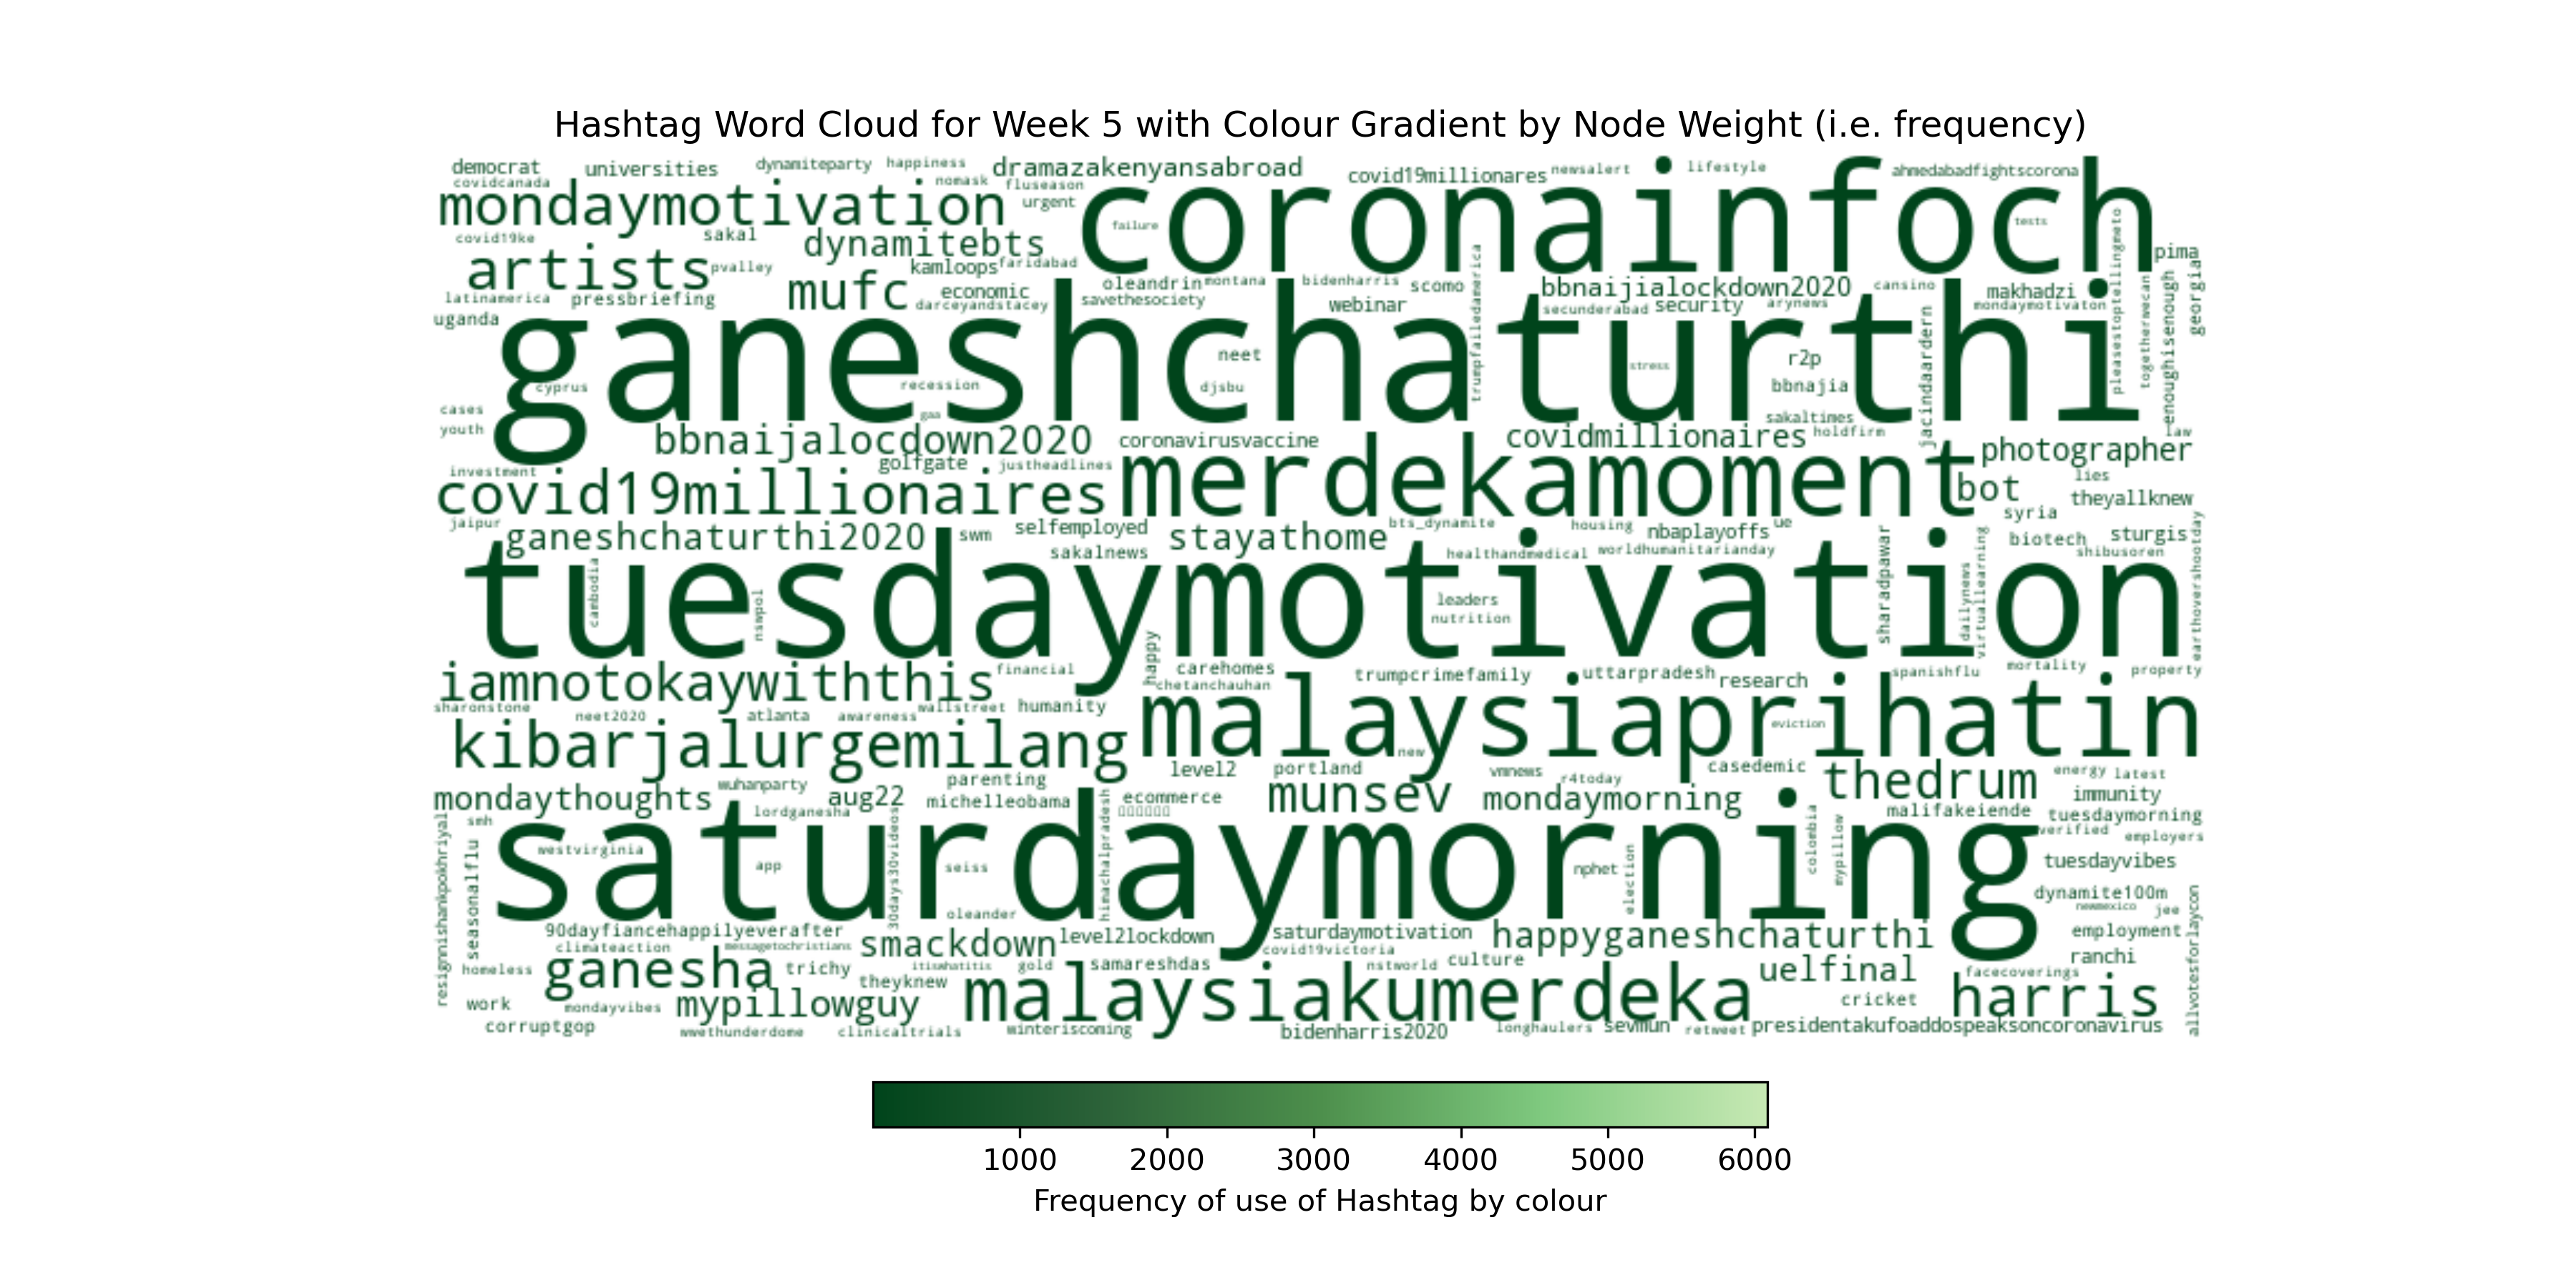 Hashtag Word Cloud for Week 5 with Colour Gradient by Node Weight (i.e. frequency)
democrat
universities
dynamiteparty
happiness
dramazakenyansabroad
covid19millionares
newsalert
lifestyle
ahmedabadfightscorona
covidcanada
nomask
fluseason
mondaymotivation
urgent
coronainfoch
failure
tests
covid19ke
sakal
dynamitebts
pleasestoptellingmeto
pima
artists
pvalley
kamloops
faridabad
georgia
latinamerica
pressbriefing
mufc
economic
darceyandstacey
oleandrin
montana
savethesociety
bidenharris
scomo
webinar
trumpfailedamerica
bbnaijialockdown2020
cansino
secunderabad
security
arynews
makhadzi
mondaymotivaton
togetherwecan
enoughisenough
uganda
ganeshchaturthi
neet
r2p
stress
cyprus
recession
djsbu
bbnajia
jacindaardern
cases
gaa
sakaltimes
youth
bbnaijalocdown2020
coronavirusvaccine
covidmillionaires
holdfirm
law
investment
golfgate
justheadlines
merdekamoment
photographer
covid19millionaires
bot
lies
theyallknew
jaipur
ganeshchaturthi2020
swm
selfemployed
stayathome
bts_dynamite
housing
nbaplayoffs
ue
syria
sakalnews
healthandmedical
worldhumanitarianday
biotech
sturgis
shibusoren
earthovershootday
tuesdaymotivation
cambodia
nswpol
leaders
nutrition
sharadpawar
dailynews
virtuallearning
iamnotokaywiththis
financial
happy
carehomes
chetanchauhan
trumpcrimefamily
uttarpradesh
research
spanishflu
mortality
property
sharonstone
neet2020
atlanta
awareness
wallstreet
humanity
malaysiaprihatin
eviction
new
kibarjalurgemilang
level2
portland
vmnews
r4today
casedemic
thedrum
energy
latest
mondaythoughts
wuhanparty
aug22
parenting
michelleobama
ecommerce
munsev
mondaymorning
immunity
smh
lordganesha
himachalpradesh
malifakeiende
tuesdaymorning
verified
employers
saturdaymorning
resignnishankpokhriyal
seasonalflu
westvirginia
app
30days30videos
seiss
nphet
election
colombia
mypillow
tuesdayvibes
oleander
dynamite100m
newmexico
jee
90dayfiancehappilyeverafter
climateaction
messagetochristians
smackdown
level2lockdown
saturdaymotivation
covid19victoria
happyganeshchaturthi
employment
homeless
ganesha
trichy
itiswhatitis
gold
samareshdas
nstworld
culture
uelfinal
facecoverings
ranchi
allvotesforlaycon
work
mondayvibes
mypillowguy
theyknew
malaysiakumerdeka
cricket
harris
corruptgop
wwethunderdome
clinicaltrials
winteriscoming
bidenharris2020
longhaulers
sevmun
retweet
presidentakufoaddospeaksoncoronavirus
1000 2000 3000 4000 5000 6000
Frequency of use of Hashtag by colour